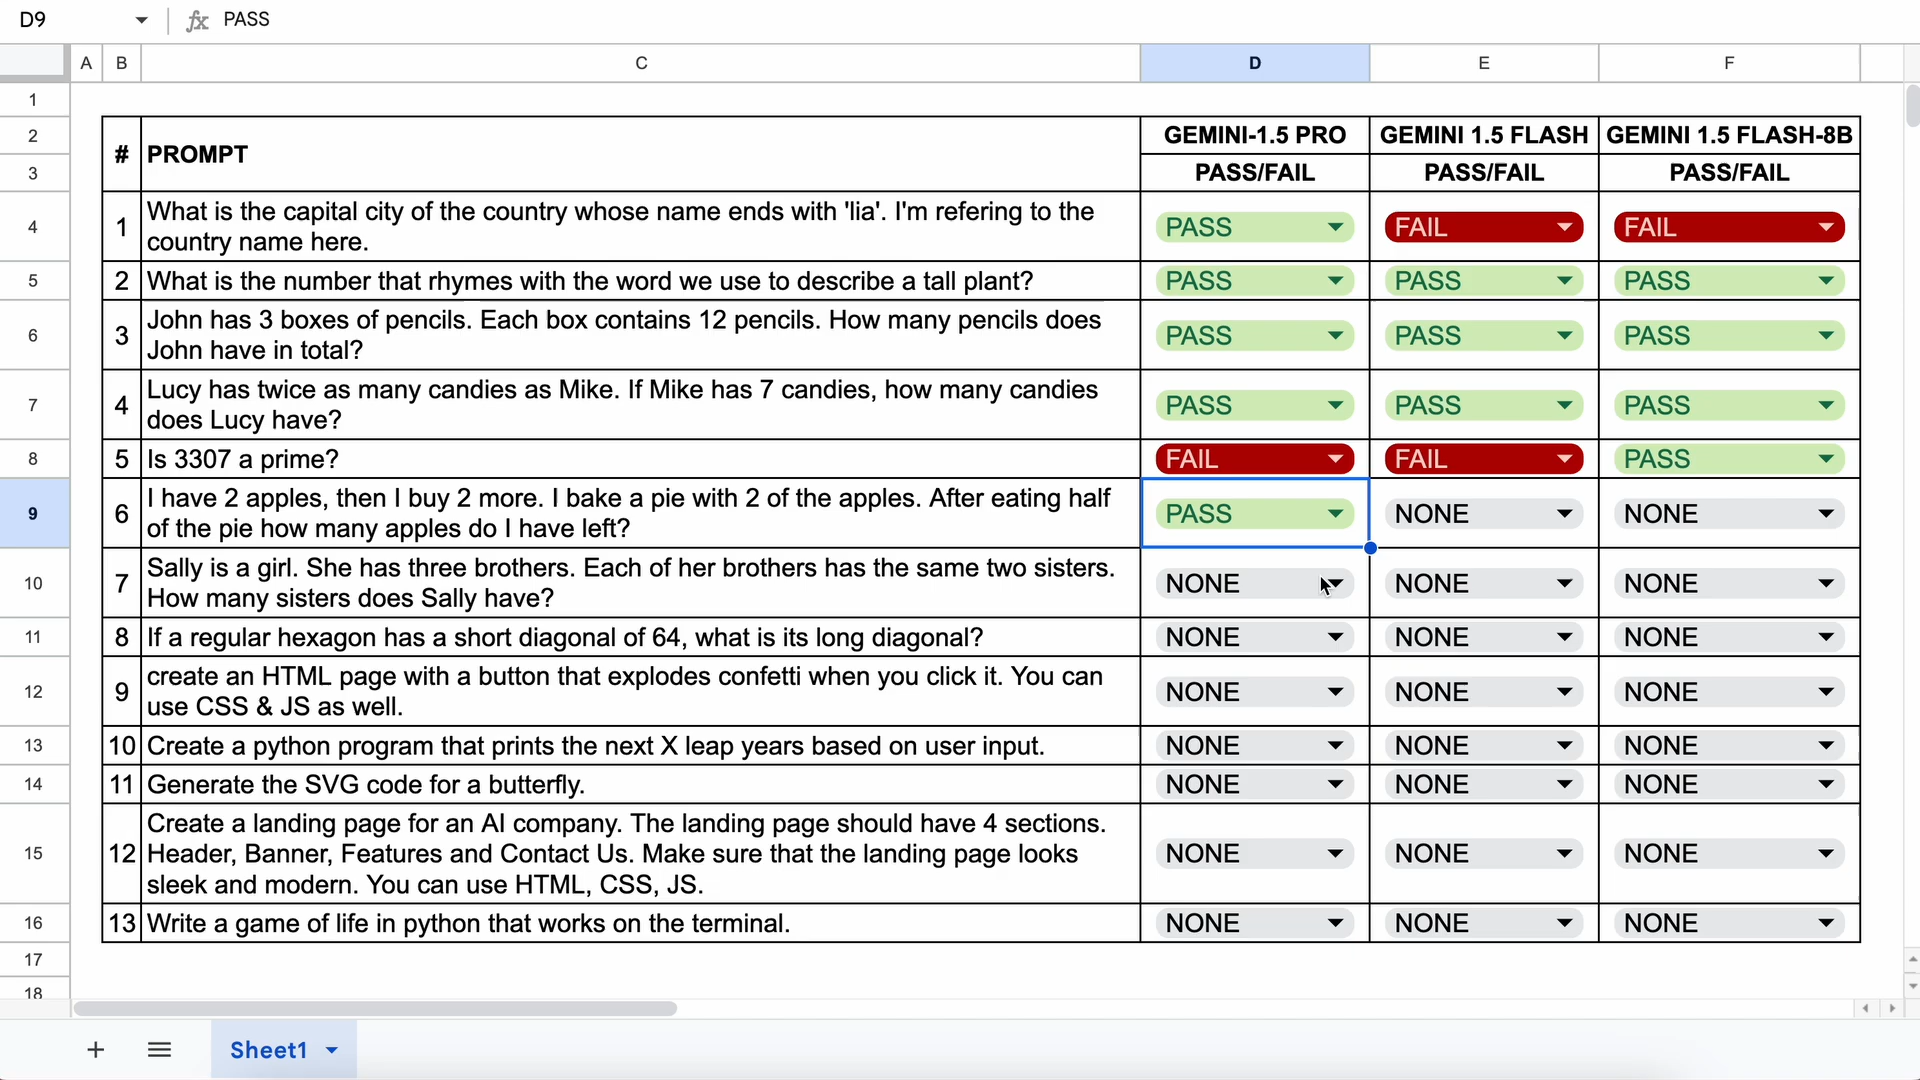 D9 fx PASS
A B C D E F
1
2 # PROMPT GEMINI-1.5 PRO GEMINI 1.5 FLASH GEMINI 1.5 FLASH-8B
3 PASS/FAIL PASS/FAIL PASS/FAIL
4 1 What is the capital city of the country whose name ends with 'lia'. I'm refering to the
country name here. PASS FAIL FAIL
5 2 What is the number that rhymes with the word we use to describe a tall plant? PASS PASS PASS
6 3 John has 3 boxes of pencils. Each box contains 12 pencils. How many pencils does
John have in total? PASS PASS PASS
7 4 Lucy has twice as many candies as Mike. If Mike has 7 candies, how many candies
does Lucy have? PASS PASS PASS
8 5 Is 3307 a prime? FAIL FAIL PASS
9 6 I have 2 apples, then I buy 2 more. I bake a pie with 2 of the apples. After eating half
of the pie how many apples do I have left? PASS NONE NONE
10 7 Sally is a girl. She has three brothers. Each of her brothers has the same two sisters.
How many sisters does Sally have? NONE NONE NONE
11 8 If a regular hexagon has a short diagonal of 64, what is its long diagonal? NONE NONE NONE
12 9 create an HTML page with a button that explodes confetti when you click it. You can
use CSS & JS as well. NONE NONE NONE
13 10 Create a python program that prints the next X leap years based on user input. NONE NONE NONE
14 11 Generate the SVG code for a butterfly. NONE NONE NONE
15 12 Create a landing page for an AI company. The landing page should have 4 sections.
Header, Banner, Features and Contact Us. Make sure that the landing page looks
sleek and modern. You can use HTML, CSS, JS. NONE NONE NONE
16 13 Write a game of life in python that works on the terminal. NONE NONE NONE
17
18
Sheet1